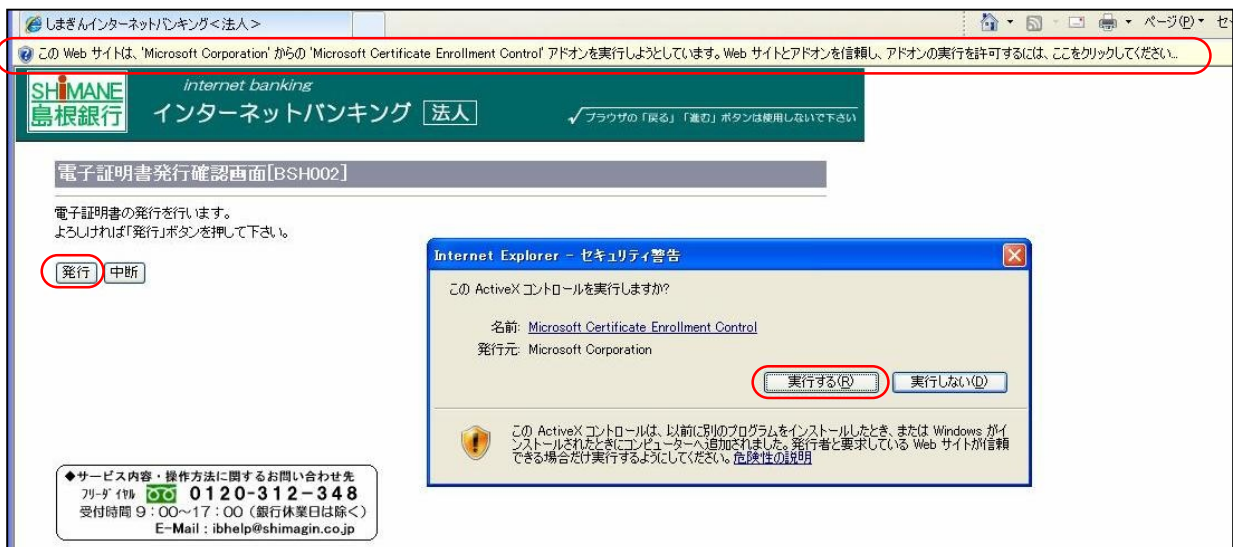 しまぎんインターネットバンキング<法人>
ページ(P)
セ
この Web サイトは、'Microsoft Corporation' からの 'Microsoft Certificate Enrollment Control' アドオンを実行しようとしています。Web サイトとアドオンを信頼し、アドオンの実行を許可するには、ここをクリックしてください...
SHIMANE
島根銀行
internet banking
インターネットバンキング 法人
√ブラウザの「戻る」「進む」ボタンは使用しないで下さい
電子証明書発行確認画面[BSH002]
電子証明書の発行を行います。
よろしければ「発行」ボタンを押して下さい。
発行 中断
Internet Explorer - セキュリティ警告
この ActiveX コントロールを実行しますか?
名前: Microsoft Certificate Enrollment Control
発行元: Microsoft Corporation
実行する(R) 実行しない(D)
この ActiveX コントロールは、以前に別のプログラムをインストールしたとき、または Windows がイ
ンストールされたときにコンピューターへ追加されました。発行者と要求している Web サイトが信頼
できる場合だけ実行するようにしてください。危険性の説明
◆サービス内容・操作方法に関するお問い合わせ先
フリーダイヤル 0120-312-348
受付時間 9:00~17:00 (銀行休業日は除く)
E-Mail : ibhelp@shimagin.co.jp